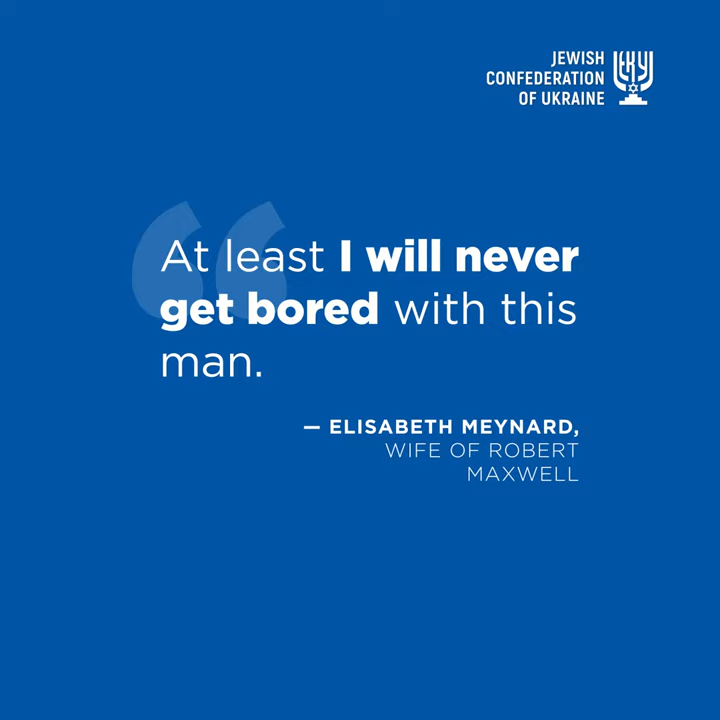 JEWISH
CONFEDERATION
OF UKRAINE
“
At least I will never
get bored with this
man.
— ELISABETH MEYNARD,
WIFE OF ROBERT
MAXWELL